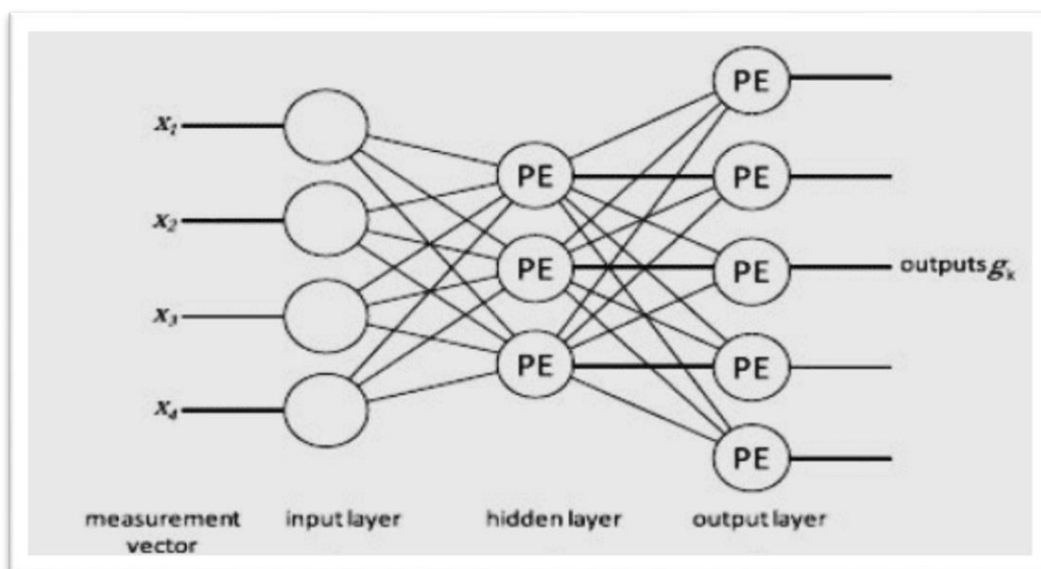 x₁
x₂
x₃
x₄
PE
PE
PE
PE
PE
PE
PE
PE
outputs gₖ
measurement
vector
input layer
hidden layer
output layer